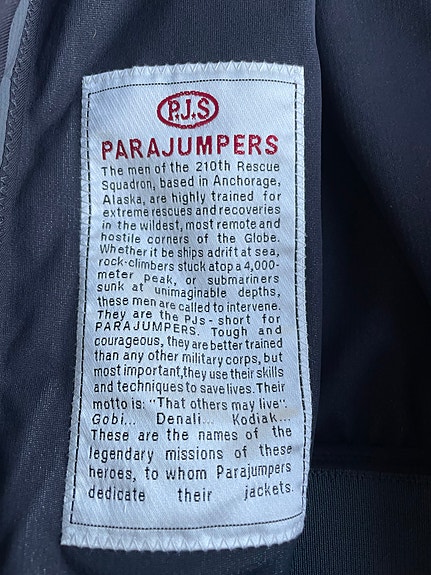 P.J.S
PARAJUMPERS
The men of the 210th Rescue
Squadron, based in Anchorage,
Alaska, are highly trained for
extreme rescues and recoveries
in the wildest, most remote and
hostile corners of the Globe.
Whether it be ships adrift at sea,
rock-climbers stuck atop a 4,000-
meter Peak, or submariners
sunk at unimaginable depths,
these men are called to intervene.
They are the PJs - short for
PARAJUMPERS. Tough and
courageous, they are better trained
than any other military corps, but
most important,they use their skills
and techniques to save lives. Their
motto is: "That others may live".
Gobi... Denali... Kodiak...
These are the names of the
legendary missions of these
heroes, to whom Parajumpers
dedicate their jackets.